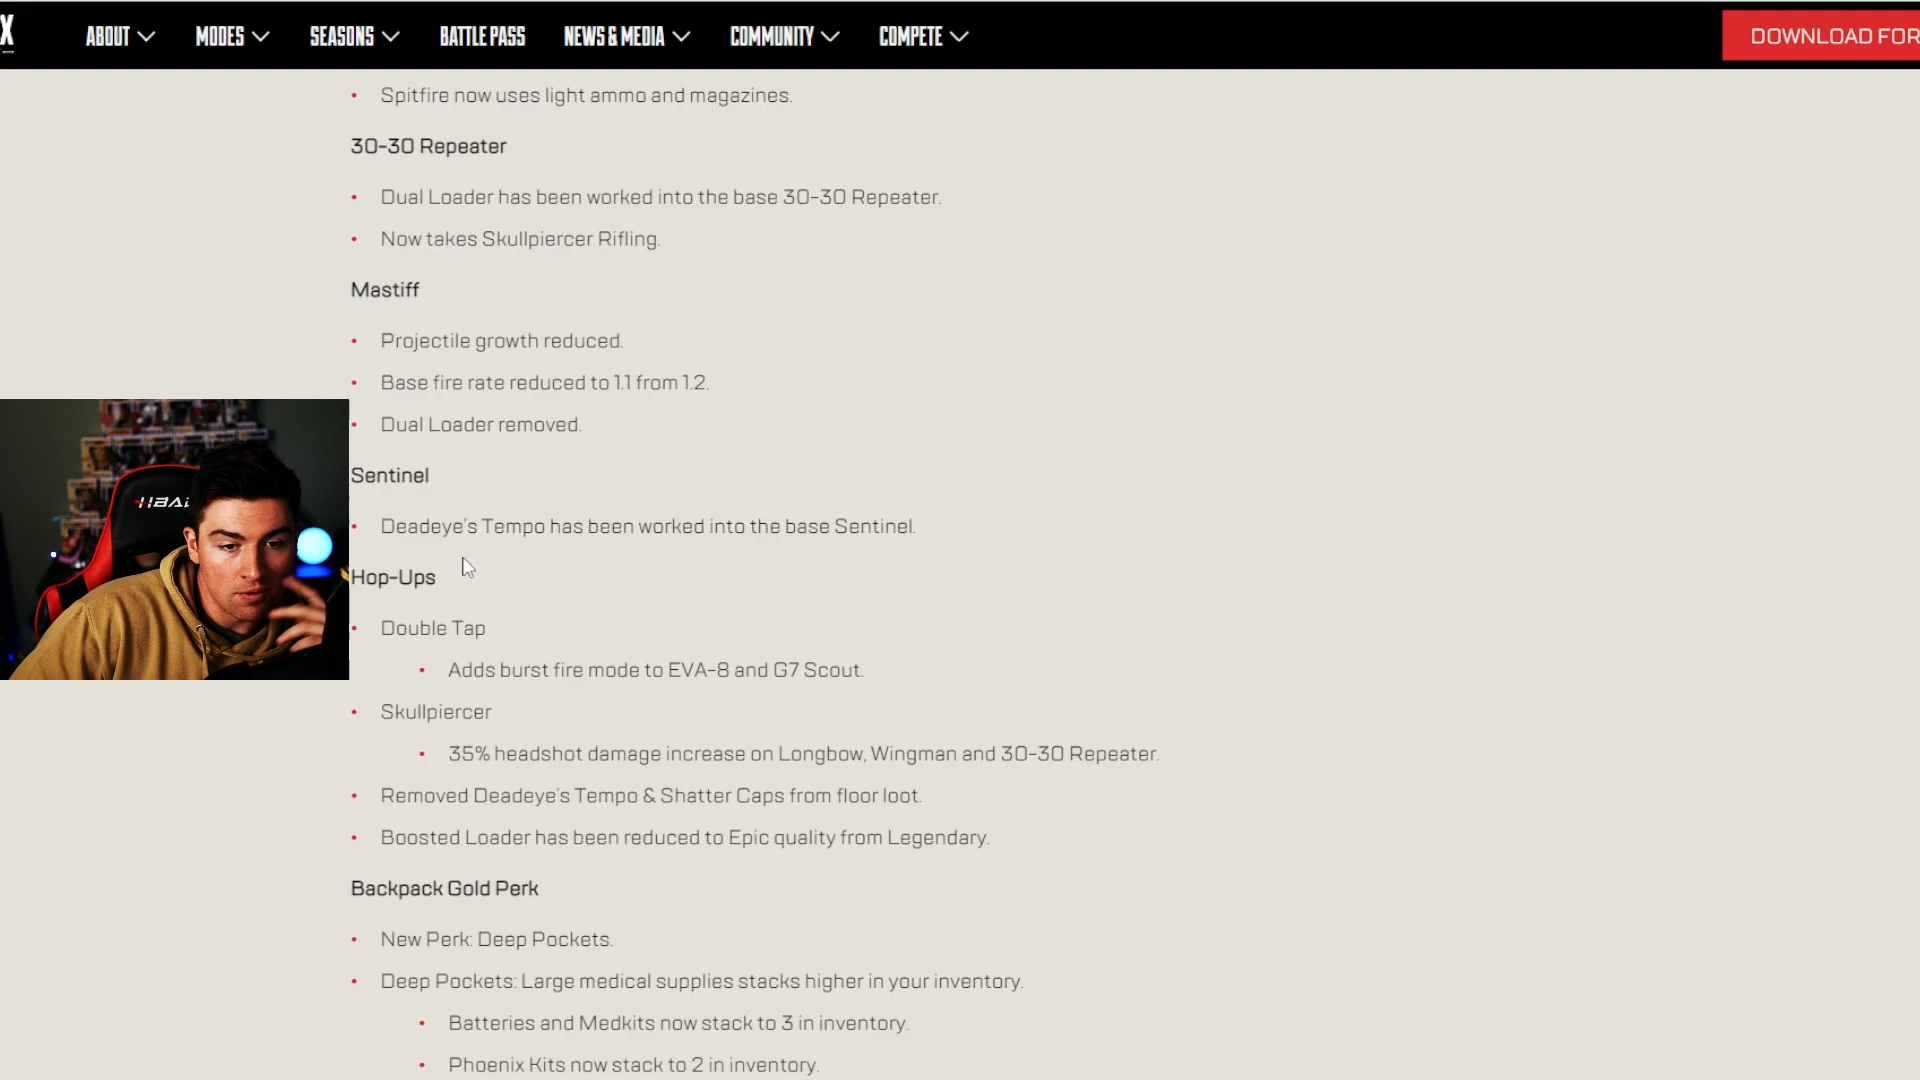 X
ABOUT MODES SEASONS BATTLE PASS NEWS & MEDIA COMMUNITY COMPETE DOWNLOAD FOR
• Spitfire now uses light ammo and magazines.
30-30 Repeater
• Dual Loader has been worked into the base 30-30 Repeater.
• Now takes Skullpiercer Rifling.
Mastiff
• Projectile growth reduced.
• Base fire rate reduced to 1.1 from 1.2.
• Dual Loader removed.
Sentinel
• Deadeye's Tempo has been worked into the base Sentinel.
Hop-Ups
• Double Tap
• Adds burst fire mode to EVA-8 and G7 Scout.
• Skullpiercer
• 35% headshot damage increase on Longbow, Wingman and 30-30 Repeater.
• Removed Deadeye's Tempo & Shatter Caps from floor loot.
• Boosted Loader has been reduced to Epic quality from Legendary.
Backpack Gold Perk
• New Perk: Deep Pockets.
• Deep Pockets: Large medical supplies stacks higher in your inventory.
• Batteries and Medkits now stack to 3 in inventory.
• Phoenix Kits now stack to 2 in inventory.